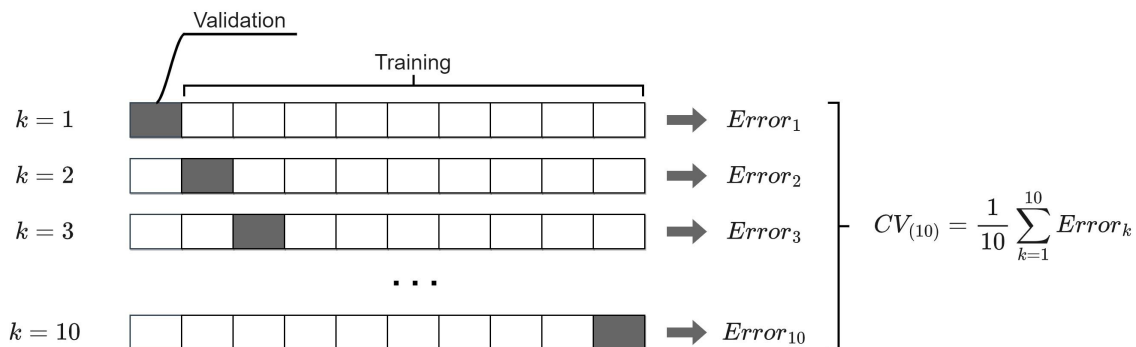 Validation
Training
k = 1
Error₁
k = 2
Error₂
k = 3
Error₃
CV₍₁₀₎ = 1/10 ∑ₖ₌₁¹⁰ Errorₖ
...
k = 10
Error₁₀